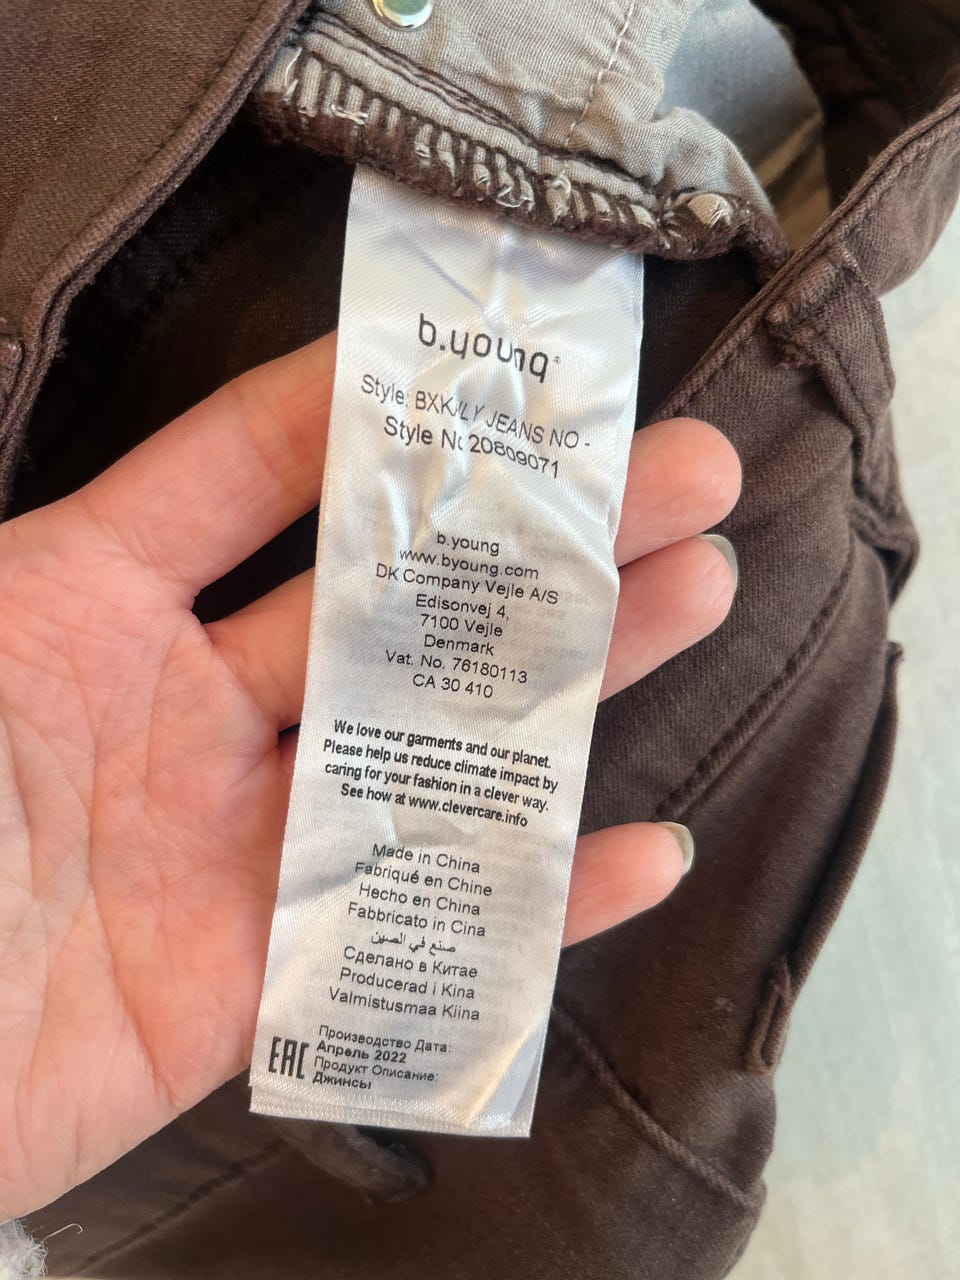 b.young®
Style: BXKAILY JEANS NO -
Style No 20809071
b.young
www.byoung.com
DK Company Vejle A/S
Edisonvej 4,
7100 Vejle
Denmark
Vat. No. 76180113
CA 30 410
We love our garments and our planet.
Please help us reduce climate impact by
caring for your fashion in a clever way.
See how at www.clevercare.info
Made in China
Fabriqué en Chine
Hecho en China
Fabbricato in Cina
صنع في الصين
Сделано в Китае
Producerad i Kina
Valmistusmaa Kiina
EAC
Производство Дата:
Апрель 2022
Продукт Описание:
Джинсы